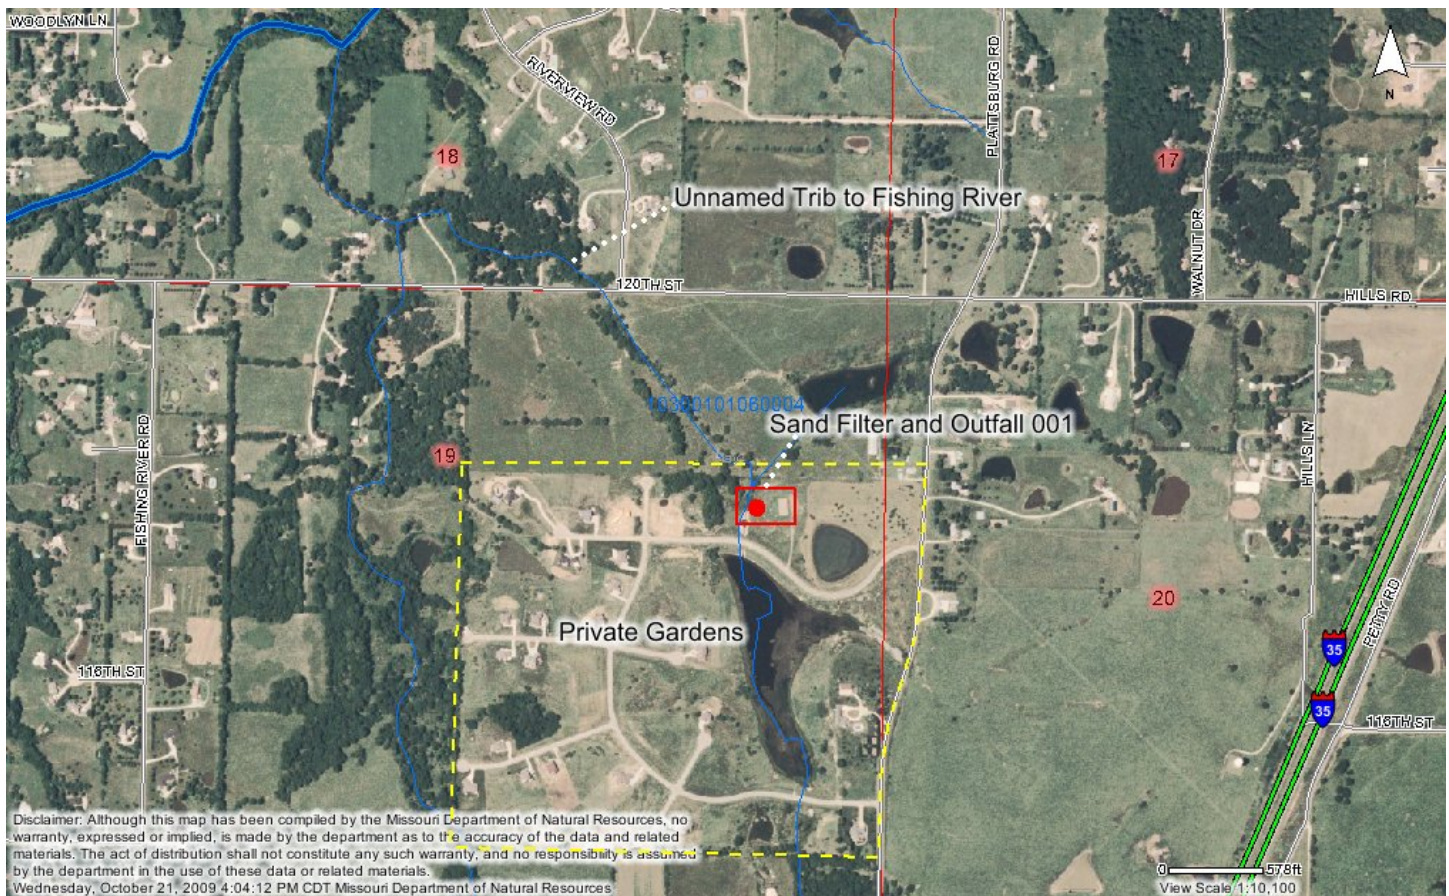 WOODLYN LN
RIVERVIEW RD
PLATTSBURG RD
N
18
17
Unnamed Trib to Fishing River
WALNUT DR
120TH ST
HILLS RD
10300101060004
Sand Filter and Outfall 001
19
FISHING RIVER RD
HILLS LN
20
PETTY RD
Private Gardens
35
116TH ST
35
118TH ST
Disclaimer: Although this map has been compiled by the Missouri Department of Natural Resources, no
warranty, expressed or implied, is made by the department as to the accuracy of the data and related
materials. The act of distribution shall not constitute any such warranty, and no responsibility is assumed
by the department in the use of these data or related materials.
Wednesday, October 21, 2009 4:04:12 PM CDT Missouri Department of Natural Resources
0 578ft
View Scale 1:10,100